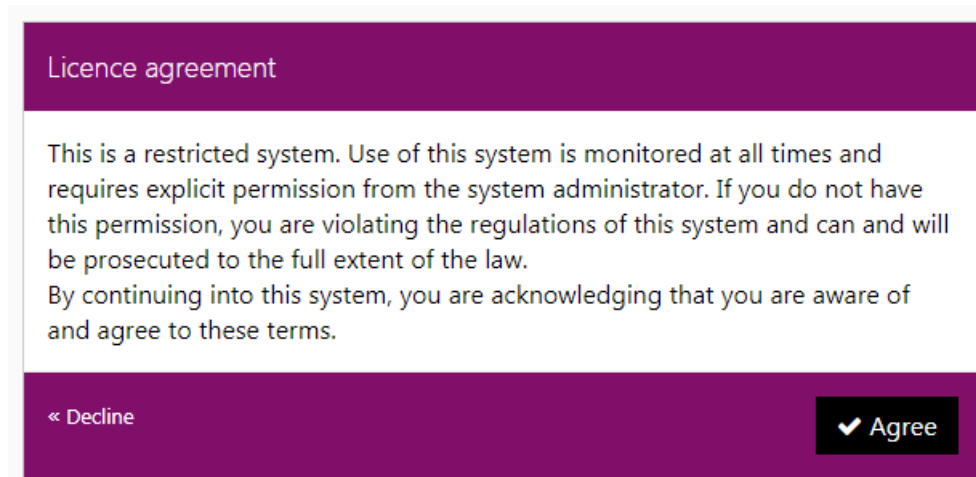 Licence agreement
This is a restricted system. Use of this system is monitored at all times and
requires explicit permission from the system administrator. If you do not have
this permission, you are violating the regulations of this system and can and will
be prosecuted to the full extent of the law.
By continuing into this system, you are acknowledging that you are aware of
and agree to these terms.
« Decline
✔ Agree